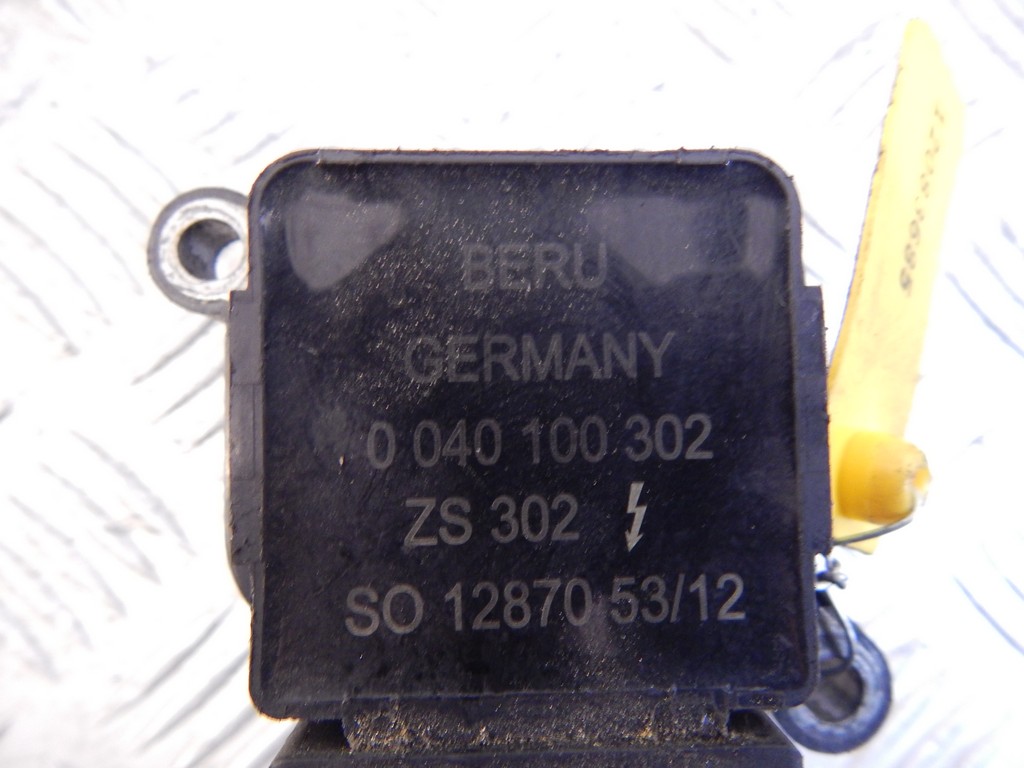 BERU
GERMANY
0 040 100 302
ZS 302
SO 12870 53/12